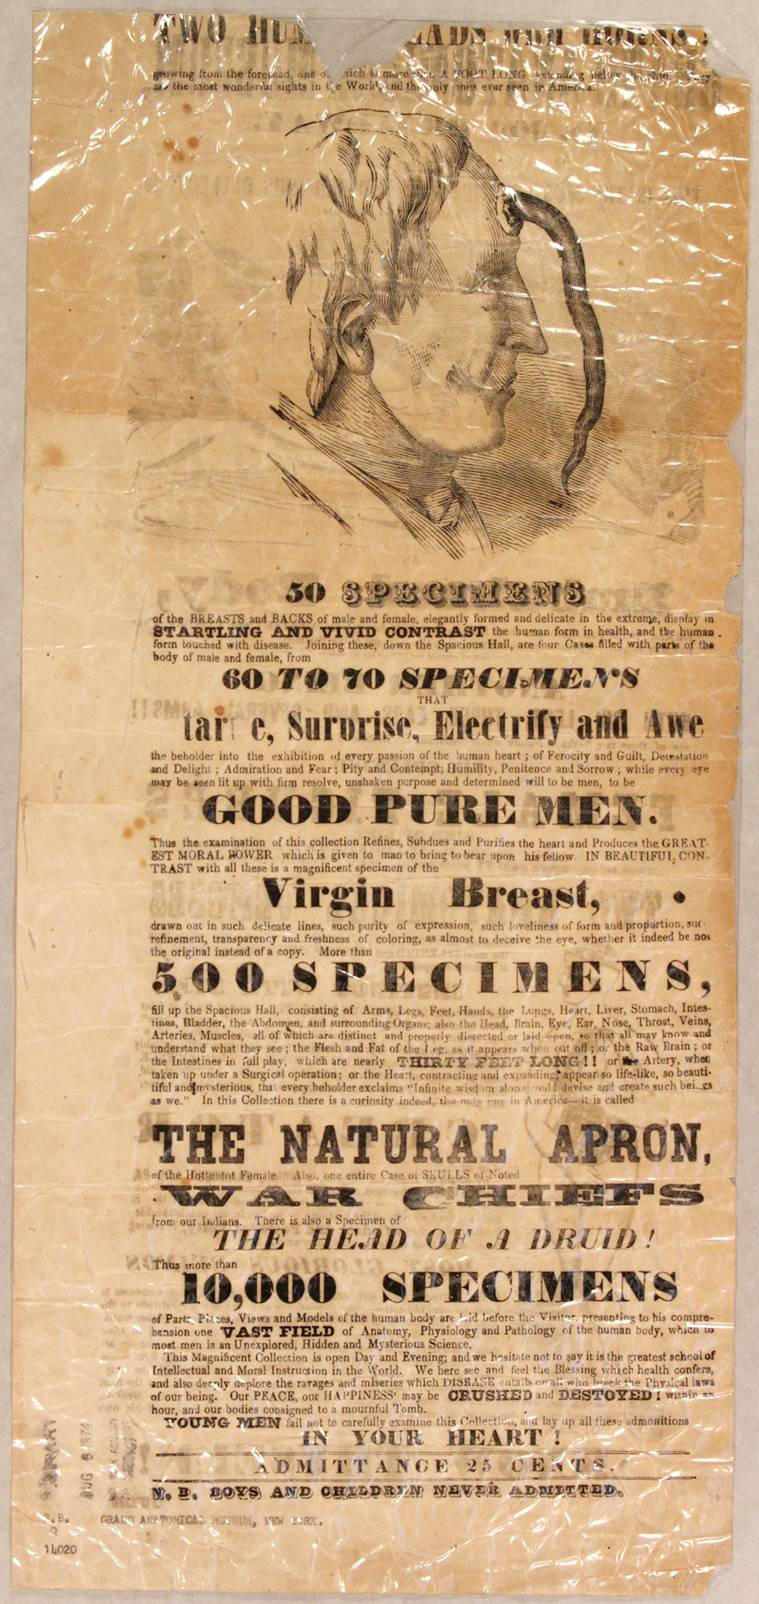 TWO HUM EADS and HORNS!
growing from the forehead, one o hich is more A FOOT LONG extending below
the most wonderful sights in the World, and the only ones ever seen in America.
50 SPECIMENS
of the BREASTS and BACKS of male and female, elegantly formed and delicate in the extreme, display in
STARTLING AND VIVID CONTRAST the human form in health, and the human
form touched with disease. Joining these, down the Spacious Hall, are four Cases filled with parts of the
body of male and female, from
60 TO 70 SPECIMENS
THAT
tar e, Surprise, Electrify and Awe
the beholder into the exhibition of every passion of the human heart; of Ferocity and Guilt, Detestation
and Delight; Admiration and Fear; Pity and Contempt; Humility, Penitence and Sorrow; while every eye
may be seen lit up with firm resolve, unshaken purpose and determined will to be men, to be
GOOD PURE MEN.
Thus the examination of this collection Refines, Subdues and Purifies the heart and Produces the GREAT-
EST MORAL POWER which is given to man to bring to bear upon his fellow. IN BEAUTIFUL CON-
TRAST with all these is a magnificent specimen of the
Virgin Breast,
drawn out in such delicate lines, such purity of expression, such loveliness of form and proportion, suc
refinement, transparency and freshness of coloring, as almost to deceive the eye, whether it indeed be not
the original instead of a copy. More than
500 SPECIMENS,
fill up the Spacious Hall, consisting of Arms, Legs, Feet, Hands, the Lungs, Heart, Liver, Stomach, Intes-
tines, Bladder, the Abdomen, and surrounding Organs; also the Head, Brain, Eye, Ear, Nose, Throat, Veins,
Arteries, Muscles, all of which are distinct and properly dissected or laid open, so that all may know and
understand what they see; the Flesh and Fat of the Leg, as it appears when cut off; or the Raw Brain; or
the Intestines in full play, which are nearly THIRTY FEET LONG!! or the Artery, when
taken up under a Surgical operation; or the Heart, contracting and expanding, appear so life-like, so beauti-
tiful and mysterious, that every beholder exclaims "Infinite wisdom alone could devise and create such beings
as we." In this Collection there is a curiosity indeed, the only one in America—it is called
THE NATURAL APRON,
of the Hottentot Female. Also, one entire Case of SKULLS of Noted
WAR CHIEFS
from our Indians. There is also a Specimen of
THE HEAD OF A DRUID!
Thus more than
10,000 SPECIMENS
of Parts, Pieces, Views and Models of the human body are laid before the Visitor, presenting to his compre-
hension one VAST FIELD of Anatomy, Physiology and Pathology of the human body, which to
most men is an Unexplored, Hidden and Mysterious Science.
This Magnificent Collection is open Day and Evening; and we hesitate not to say it is the greatest school of
Intellectual and Moral Instruction in the World. We here see and feel the Blessing which health confers,
and also deeply deplore the ravages and miseries which DISEASE entails on all who break the Physical laws
of our being. Our PEACE, our HAPPINESS may be CRUSHED and DESTOYED! within an
hour, and our bodies consigned to a mournful Tomb.
YOUNG MEN fail not to carefully examine this Collection, and lay up all these admonitions
IN YOUR HEART!
ADMITTANCE 25 CENTS.
N. B. BOYS AND CHILDREN NEVER ADMITTED.
GRAND ANATOMICAL MUSEUM, NEW YORK.
AUG 9 1974
14020